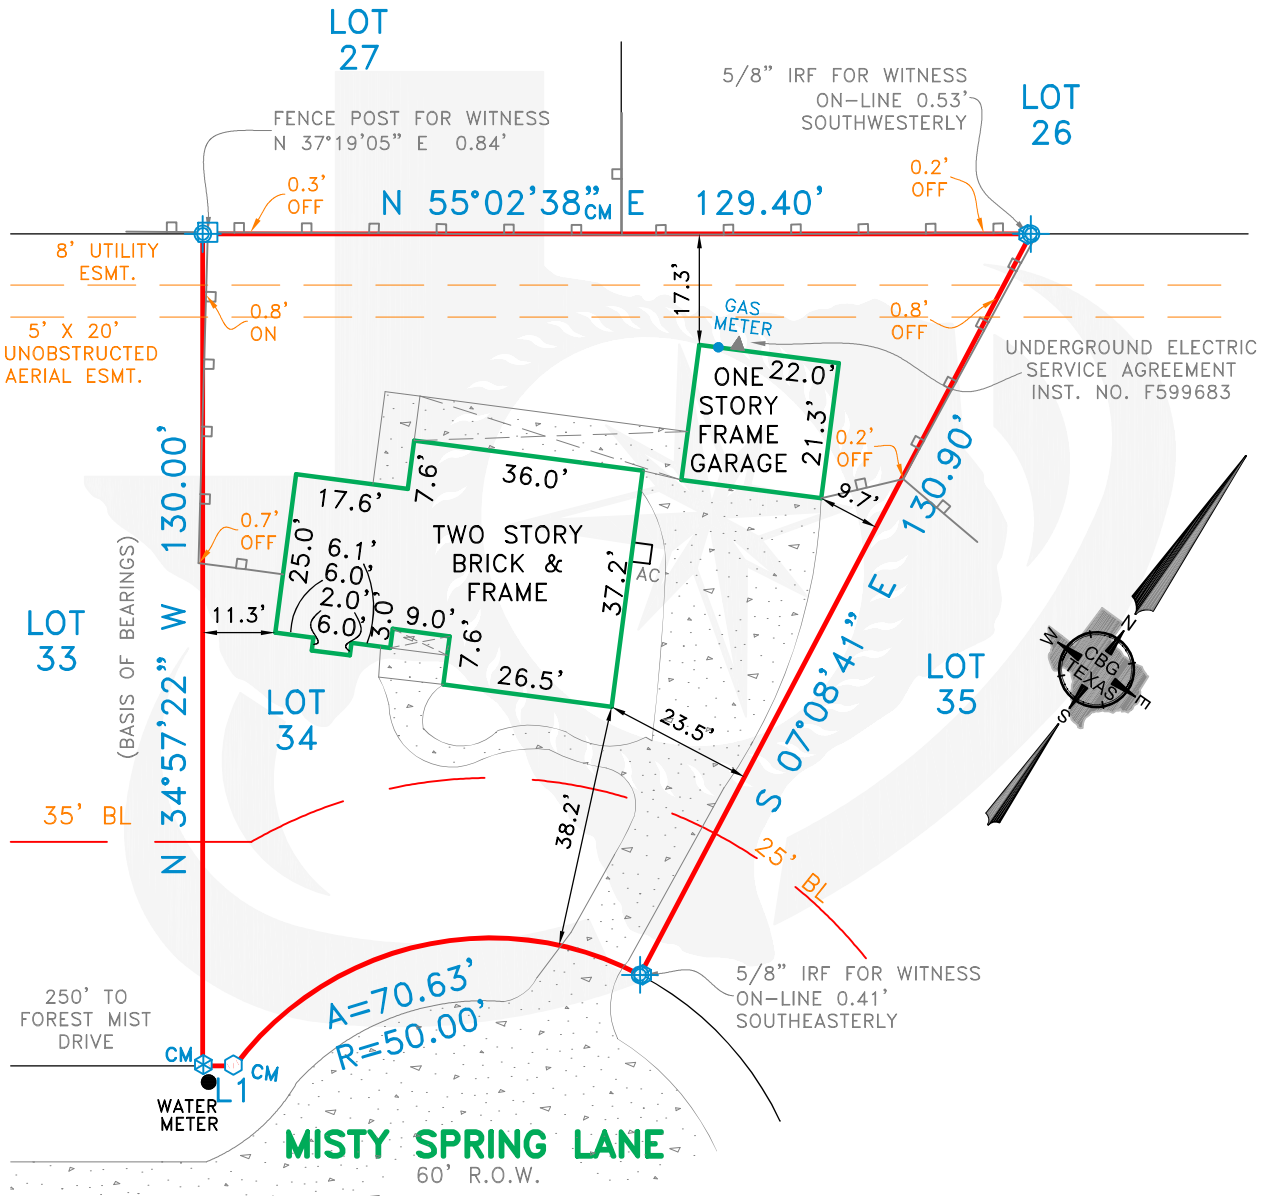 LOT
27
5/8" IRF FOR WITNESS
ON-LINE 0.53'
SOUTHWESTERLY
LOT
26
FENCE POST FOR WITNESS
N 37°19'05" E 0.84'
0.3'
OFF
N 55°02'38" E 129.40'
CM
0.2'
OFF
8' UTILITY
ESMT.
0.8'
ON
5' X 20'
UNOBSTRUCTED
AERIAL ESMT.
17.3'
GAS
METER
0.8'
OFF
UNDERGROUND ELECTRIC
SERVICE AGREEMENT
INST. NO. F599683
ONE
STORY
FRAME
GARAGE
22.0'
21.3'
0.2'
OFF
9.7'
130.90'
S 07°08'41" E
N 34°57'22" W 130.00'
(BASIS OF BEARINGS)
0.7'
OFF
17.6'
7.6'
36.0'
TWO STORY
BRICK &
FRAME
25.0'
6.1'
6.0'
2.0'
6.0'
3.0'
9.0'
7.6'
26.5'
37.2'
AC
11.3'
LOT
33
LOT
34
LOT
35
N
W
CBG
TEXAS
E
S
23.5'
38.2'
35' BL
25' BL
A=70.63'
R=50.00'
5/8" IRF FOR WITNESS
ON-LINE 0.41'
SOUTHEASTERLY
250' TO
FOREST MIST
DRIVE
CM
CM
L1
WATER
METER
MISTY SPRING LANE
60' R.O.W.